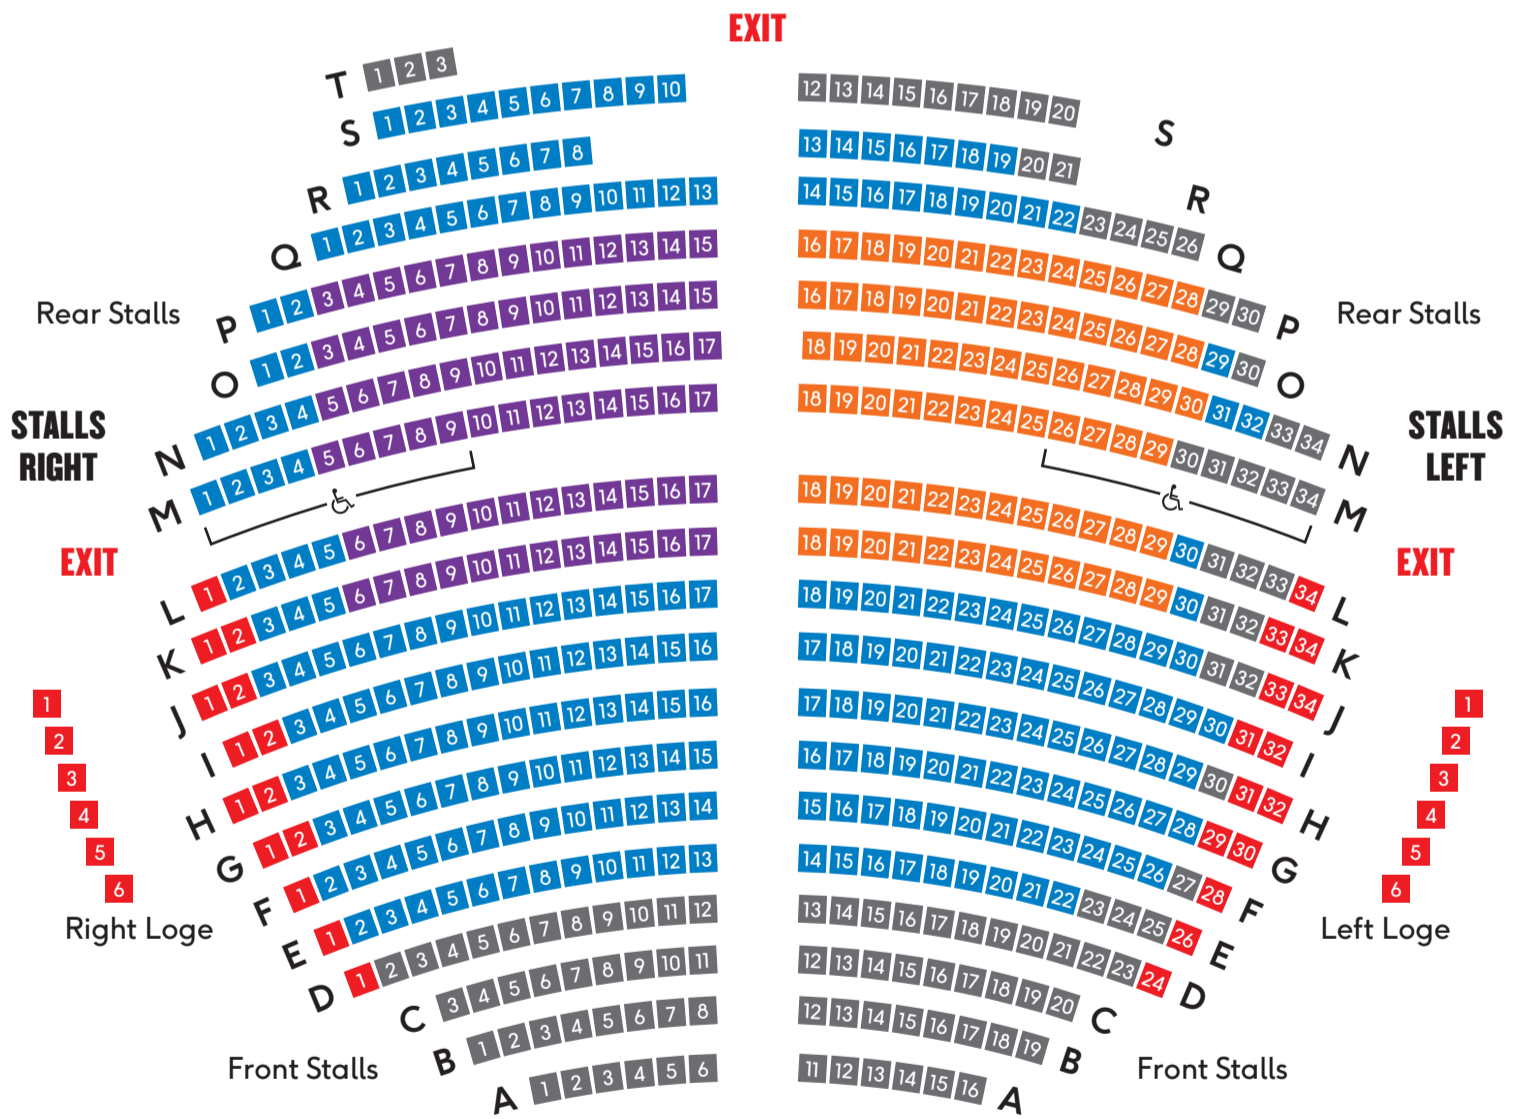 EXIT
T 1 2 3
S 1 2 3 4 5 6 7 8 9 10 12 13 14 15 16 17 18 19 20 S
R 1 2 3 4 5 6 7 8 13 14 15 16 17 18 19 20 21 R
Q 1 2 3 4 5 6 7 8 9 10 11 12 13 14 15 16 17 18 19 20 21 22 23 24 25 26 Q
Rear Stalls
Rear Stalls
P 1 2 3 4 5 6 7 8 9 10 11 12 13 14 15 16 17 18 19 20 21 22 23 24 25 26 27 28 29 30 P
O 1 2 3 4 5 6 7 8 9 10 11 12 13 14 15 16 17 18 19 20 21 22 23 24 25 26 27 28 29 30 O
STALLS
RIGHT
STALLS
LEFT
N 1 2 3 4 5 6 7 8 9 10 11 12 13 14 15 16 17 18 19 20 21 22 23 24 25 26 27 28 29 30 31 32 33 34 N
M 1 2 3 4 5 6 7 8 9 10 11 12 13 14 15 16 17 18 19 20 21 22 23 24 25 26 27 28 29 30 31 32 33 34 M
EXIT
EXIT
L 1 2 3 4 5 6 7 8 9 10 11 12 13 14 15 16 17 18 19 20 21 22 23 24 25 26 27 28 29 30 31 32 33 34 L
K 1 2 3 4 5 6 7 8 9 10 11 12 13 14 15 16 17 18 19 20 21 22 23 24 25 26 27 28 29 30 31 32 33 34 K
J 1 2 3 4 5 6 7 8 9 10 11 12 13 14 15 16 17 18 19 20 21 22 23 24 25 26 27 28 29 30 31 32 33 34 J
I 1 2 3 4 5 6 7 8 9 10 11 12 13 14 15 16 17 18 19 20 21 22 23 24 25 26 27 28 29 30 31 32 I
H 1 2 3 4 5 6 7 8 9 10 11 12 13 14 15 16 17 18 19 20 21 22 23 24 25 26 27 28 29 30 31 32 H
G 1 2 3 4 5 6 7 8 9 10 11 12 13 14 15 16 17 18 19 20 21 22 23 24 25 26 27 28 29 30 G
F 1 2 3 4 5 6 7 8 9 10 11 12 13 14 15 16 17 18 19 20 21 22 23 24 25 26 27 28 F
E 1 2 3 4 5 6 7 8 9 10 11 12 13 14 15 16 17 18 19 20 21 22 23 24 25 26 E
D 1 2 3 4 5 6 7 8 9 10 11 12 13 14 15 16 17 18 19 20 21 22 23 24 D
C 3 4 5 6 7 8 9 10 11 12 13 14 15 16 17 18 19 20 C
B 1 2 3 4 5 6 7 8 12 13 14 15 16 17 18 19 B
A 1 2 3 4 5 6 11 12 13 14 15 16 A
1
2
3
4
5
6
Right Loge
1
2
3
4
5
6
Left Loge
Front Stalls
Front Stalls